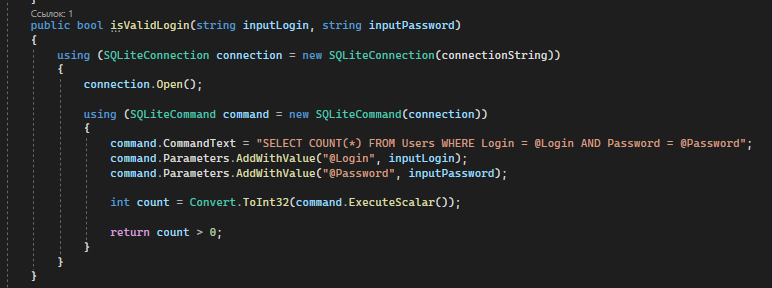 }
Ссылок: 1
public bool isValidLogin(string inputLogin, string inputPassword)
{
using (SQLiteConnection connection = new SQLiteConnection(connectionString))
{
connection.Open();
using (SQLiteCommand command = new SQLiteCommand(connection))
{
command.CommandText = "SELECT COUNT(*) FROM Users WHERE Login = @Login AND Password = @Password";
command.Parameters.AddWithValue("@Login", inputLogin);
command.Parameters.AddWithValue("@Password", inputPassword);
int count = Convert.ToInt32(command.ExecuteScalar());
return count > 0;
}
}
}